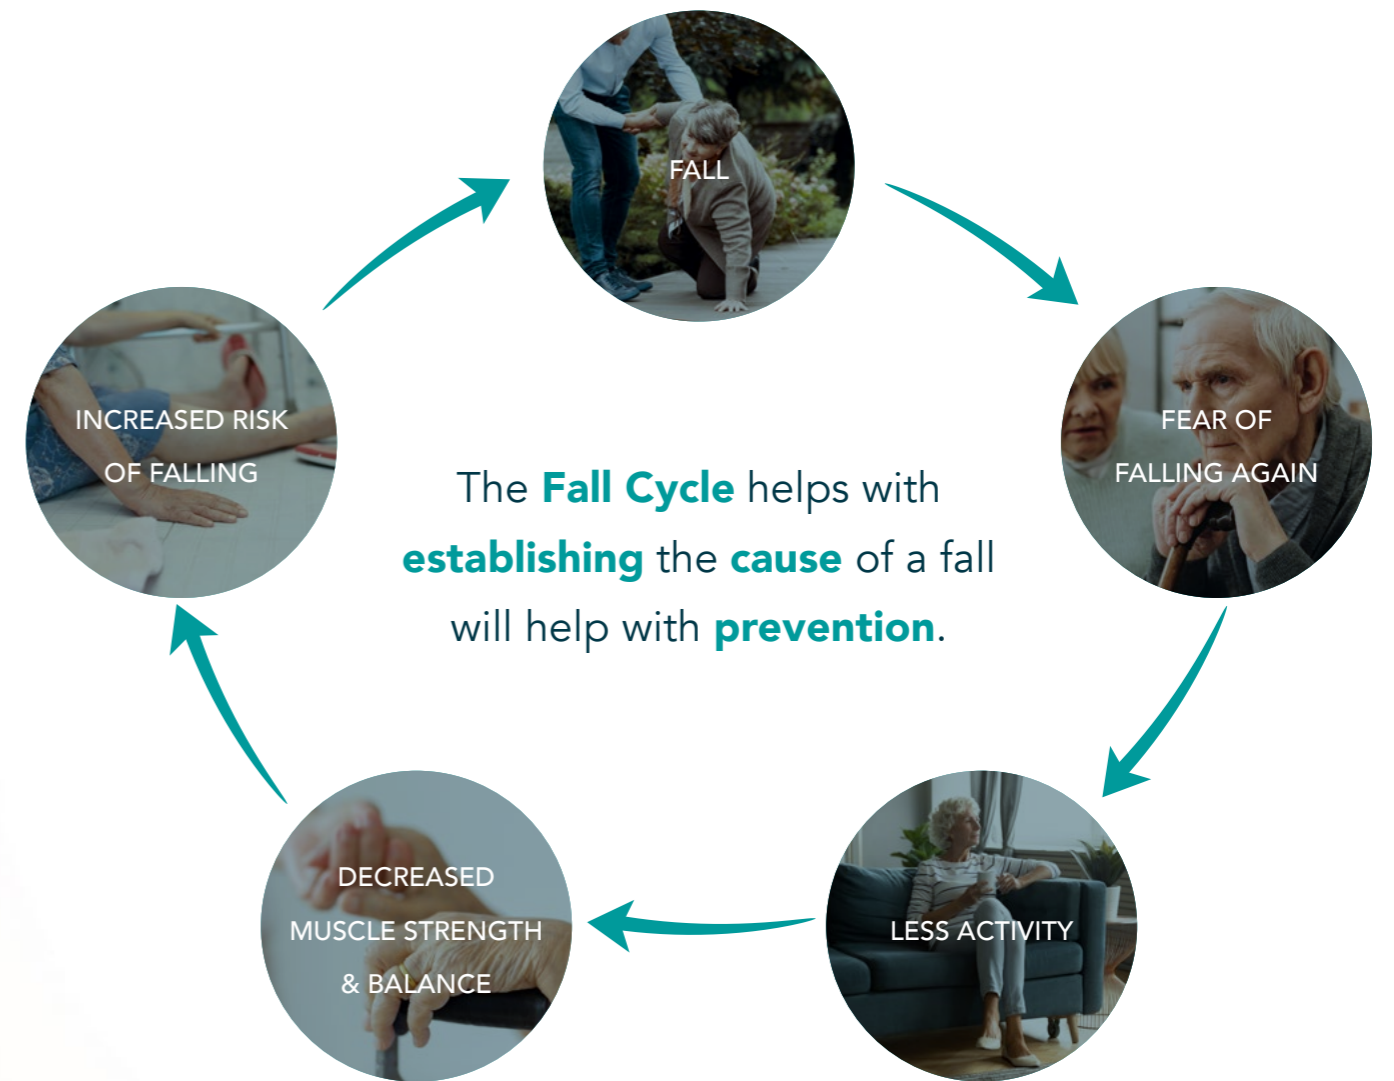 FALL
FEAR OF
FALLING AGAIN
LESS ACTIVITY
DECREASED
MUSCLE STRENGTH
& BALANCE
INCREASED RISK
OF FALLING
The Fall Cycle helps with
establishing the cause of a fall
will help with prevention.